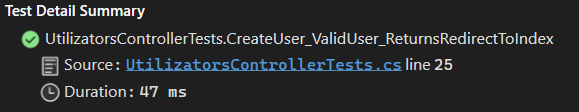 Test Detail Summary
UtilizatorsControllerTests.CreateUser_ValidUser_ReturnsRedirectToIndex
Source: UtilizatorsControllerTests.cs line 25
Duration: 47 ms